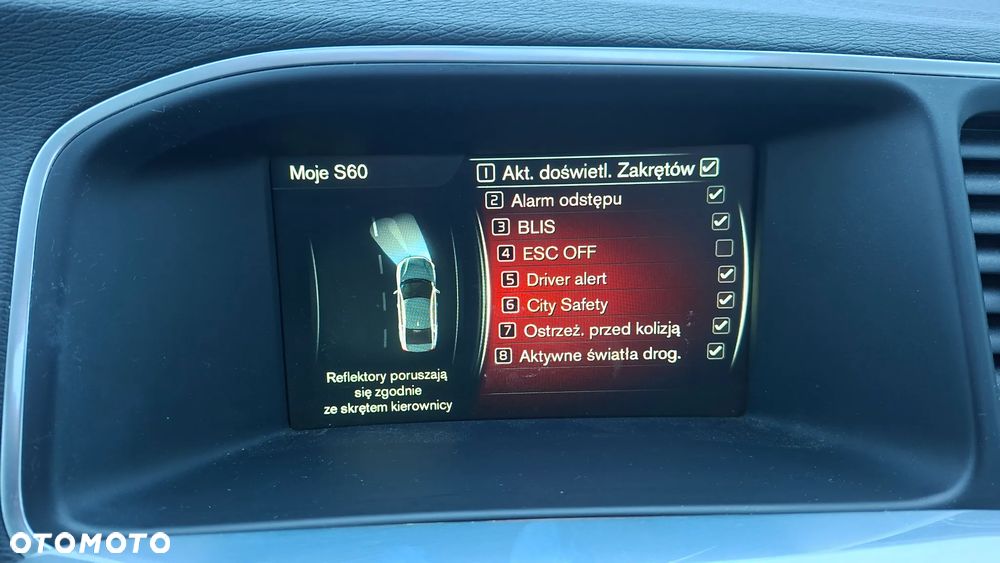 Moje S60
1 Akt. doświetl. Zakrętów
2 Alarm odstępu
3 BLIS
4 ESC OFF
5 Driver alert
6 City Safety
7 Ostrzeż. przed kolizją
8 Aktywne światła drog.
Reflektory poruszają
się zgodnie
ze skrętem kierownicy
OTOMOTO